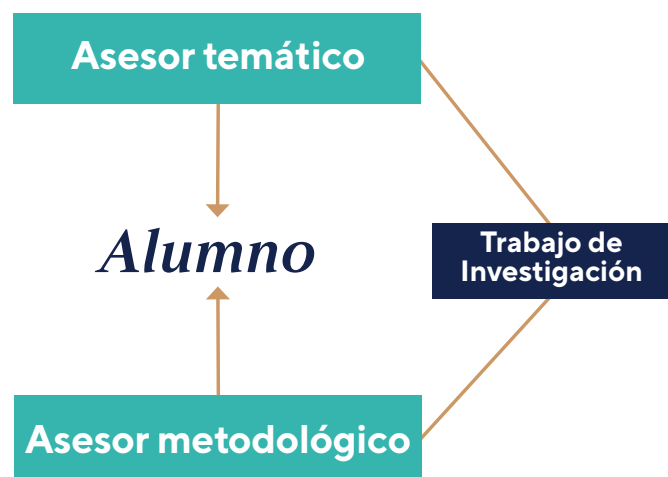 Asesor temático
Alumno
Trabajo de
Investigación
Asesor metodológico